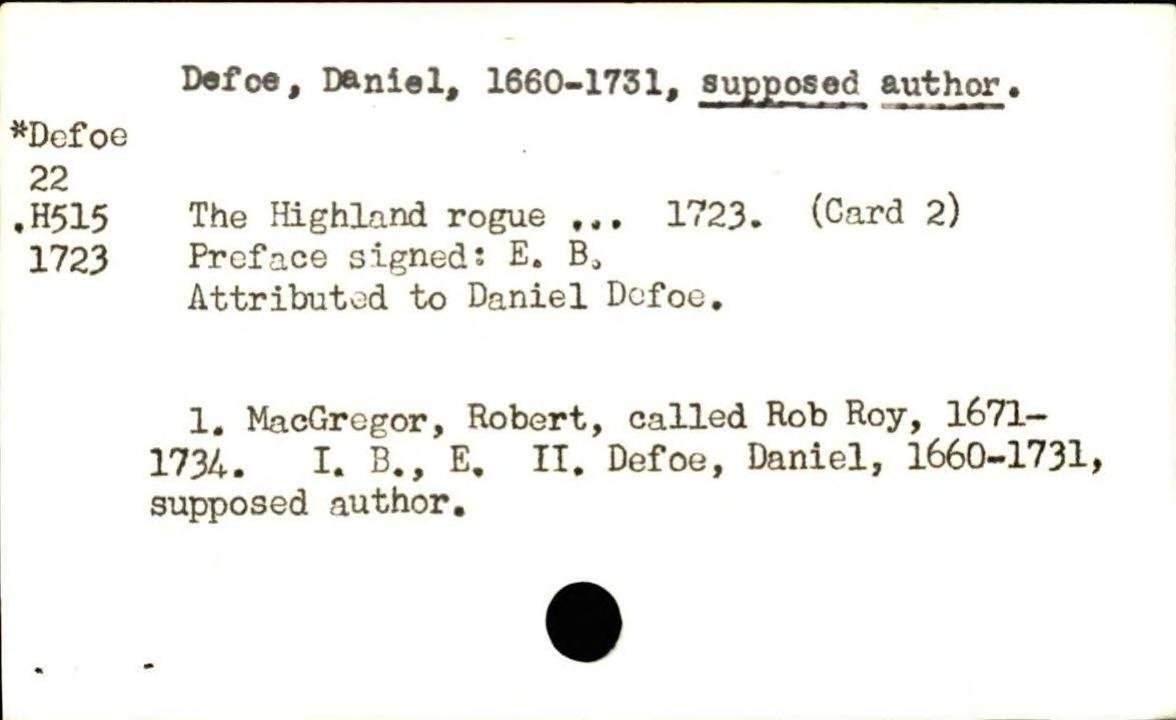 Defoe, Daniel, 1660-1731, supposed author.
*Defoe
22
.H515 The Highland rogue ... 1723. (Card 2)
1723 Preface signed: E. B.
Attributed to Daniel Defoe.
1. MacGregor, Robert, called Rob Roy, 1671-
1734. I. B., E. II. Defoe, Daniel, 1660-1731,
supposed author.